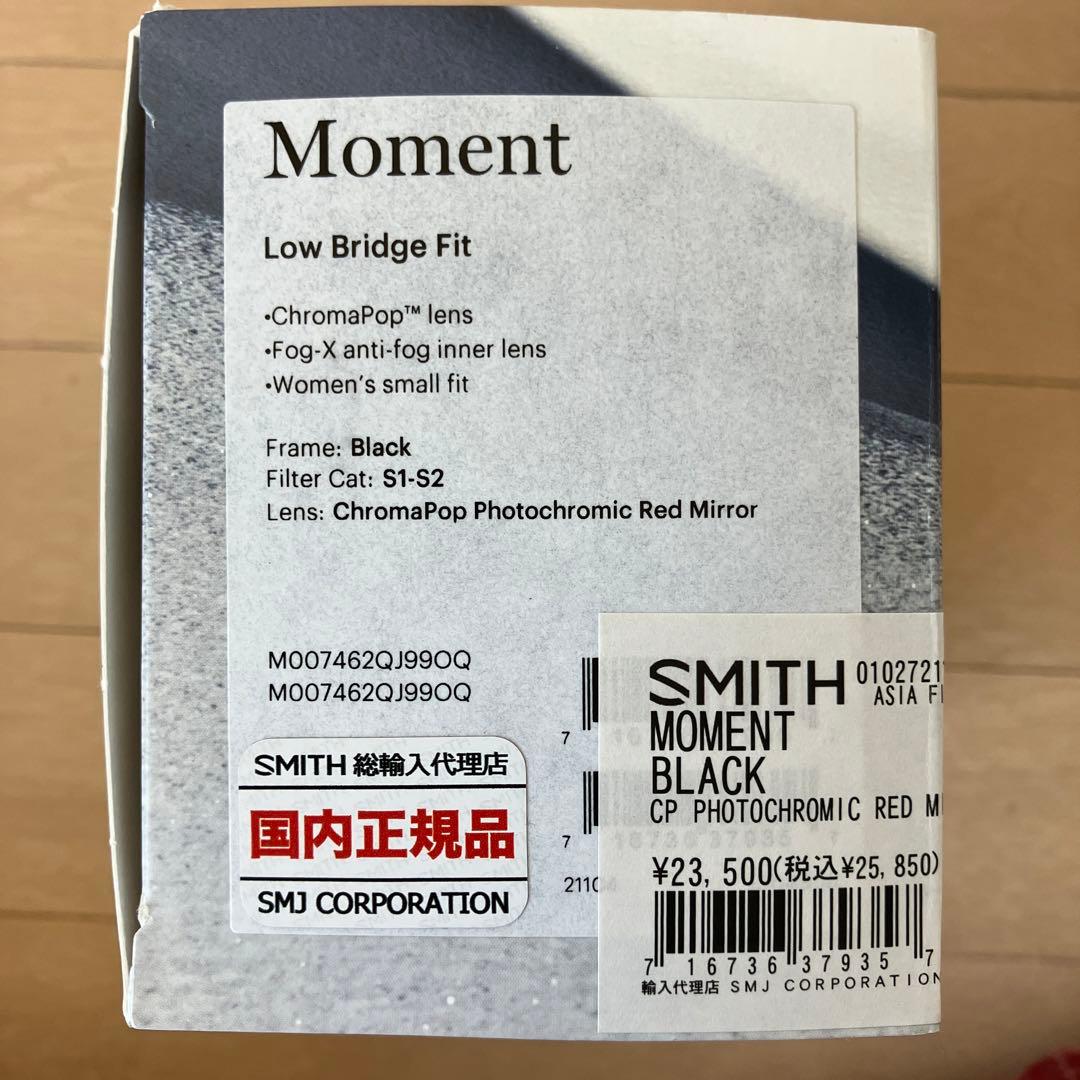 Moment
Low Bridge Fit
•ChromaPop™ lens
•Fog-X anti-fog inner lens
•Women's small fit
Frame: Black
Filter Cat: S1-S2
Lens: ChromaPop Photochromic Red Mirror
M007462QJ99OQ
M007462QJ99OQ
SMITH 総輸入代理店
国内正規品
SMJ CORPORATION
SMITH
ASIA
MOMENT
BLACK
CP PHOTOCHROMIC RED
¥23,500(税込¥25,850)
7 16736 37935 7
輸入代理店 SMJ CORPORATION